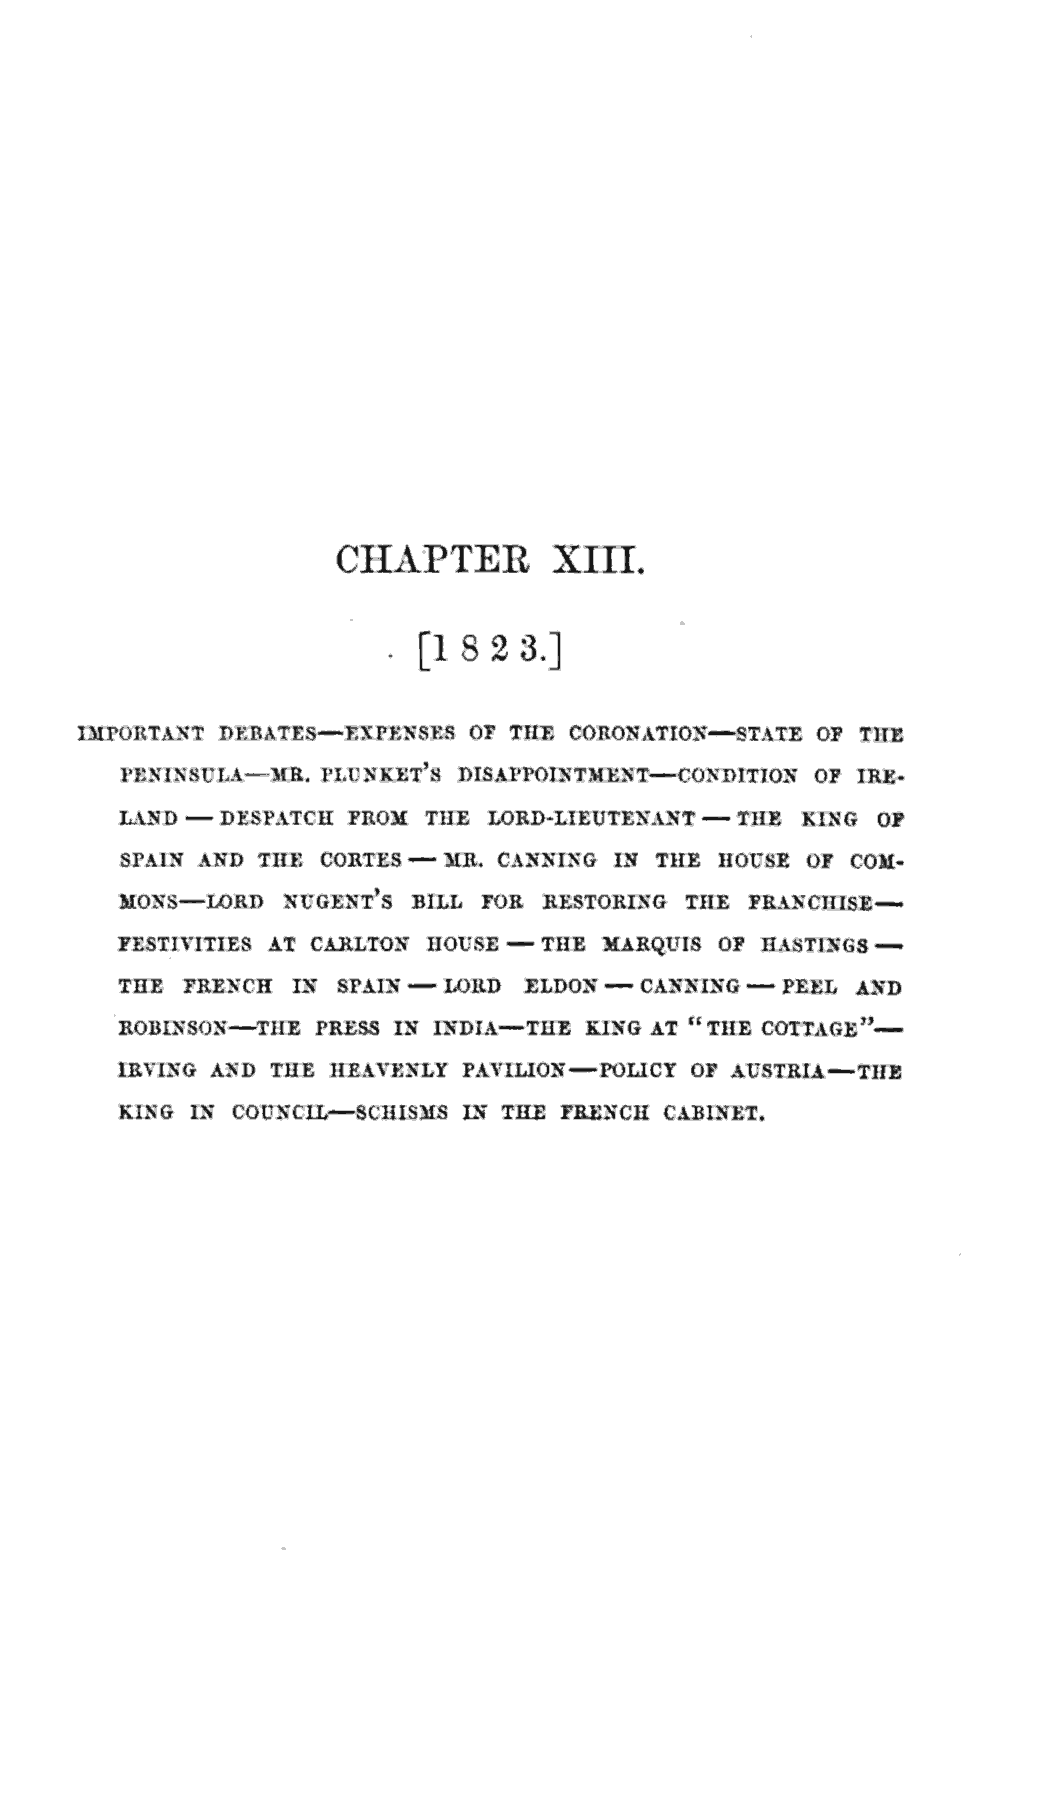 CHAPTER XIII.
[1823.]
IMPORTANT DEBATES—EXPENSES OF THE CORONATION—STATE OF THE
PENINSULA—MR. PLUNKET'S DISAPPOINTMENT—CONDITION OF IRE-
LAND — DESPATCH FROM THE LORD-LIEUTENANT — THE KING OF
SPAIN AND THE CORTES — MR. CANNING IN THE HOUSE OF COM-
MONS—LORD NUGENT'S BILL FOR RESTORING THE FRANCHISE—
FESTIVITIES AT CARLTON HOUSE — THE MARQUIS OF HASTINGS —
THE FRENCH IN SPAIN — LORD ELDON — CANNING — PEEL AND
ROBINSON—THE PRESS IN INDIA—THE KING AT "THE COTTAGE"—
IRVING AND THE HEAVENLY PAVILION—POLICY OF AUSTRIA—THE
KING IN COUNCIL—SCHISMS IN THE FRENCH CABINET.